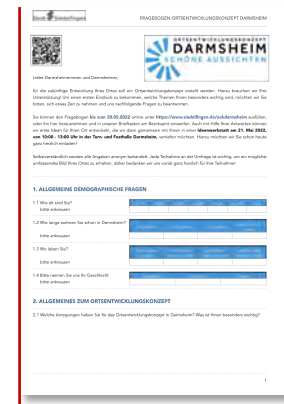 Stadt Sindelfingen
FRAGEBOGEN ORTSENTWICKLUNGSKONZEPT DARMSHEIM
ORTSENTWICKLUNGSKONZEPT
DARMSHEIM
SCHÖNE AUSSICHTEN
Liebe Darmsheimerinnen und Darmsheimer,
für die zukünftige Entwicklung Ihres Ortes soll ein Ortsentwicklungskonzept erstellt werden. Hierzu brauchen wir Ihre
Unterstützung! Um einen ersten Eindruck zu bekommen, welche Themen Ihnen besonders wichtig sind, möchten wir Sie
bitten, sich etwas Zeit zu nehmen und uns nachfolgende Fragen zu beantworten.
Sie können den Fragebogen bis zum 30.05.2022 online unter https://www.sindelfingen.de/oekdarmsheim ausfüllen,
oder ihn hier herausnehmen und in unseren Briefkasten am Bezirksamt einwerfen. Auch mit Hilfe Ihrer Antworten können
wir erste Ideen für Ihren Ort entwickeln, die wir dann gemeinsam mit Ihnen in einer Ideenwerkstatt am 21. Mai 2022,
von 10:00 - 13:00 Uhr in der Turn- und Festhalle Darmsheim, vertiefen möchten. Hierzu möchten wir Sie schon heute
ganz herzlich einladen!
Selbstverständlich werden alle Angaben anonym behandelt. Jede Teilnahme an der Umfrage ist wichtig, um ein möglichst
umfassendes Bild Ihres Ortes zu erhalten, daher bedanken wir uns vorab ganz herzlich für Ihre Teilnahme!
1. ALLGEMEINE DEMOGRAPHISCHE FRAGEN
1.1 Wie alt sind Sie?
bitte ankreuzen
1.2 Wie lange wohnen Sie schon in Darmsheim?
bitte ankreuzen
1.3 Wo leben Sie?
bitte ankreuzen
1.4 Bitte nennen Sie uns Ihr Geschlecht
bitte ankreuzen
2. ALLGEMEINES ZUM ORTSENTWICKLUNGSKONZEPT
2.1 Welche Anregungen haben Sie für das Ortsentwicklungskonzept in Darmsheim? Was ist Ihnen besonders wichtig?
1